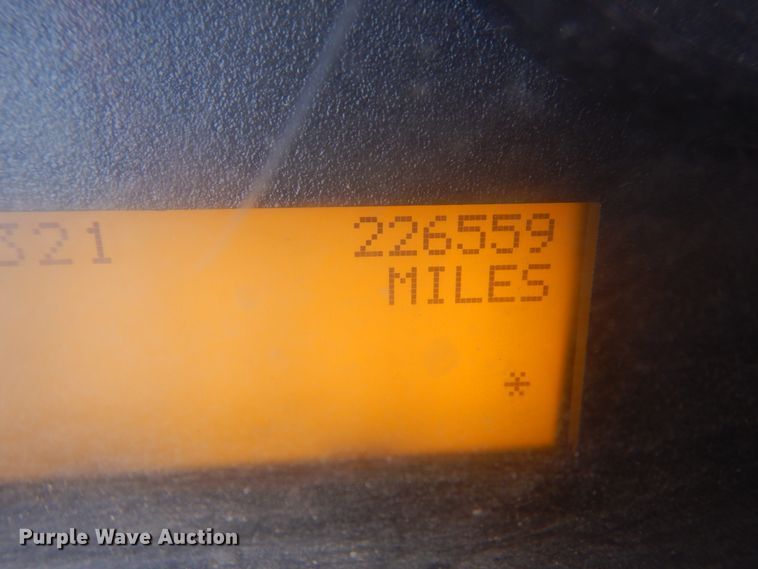 321 226559
MILES
*
Purple Wave Auction